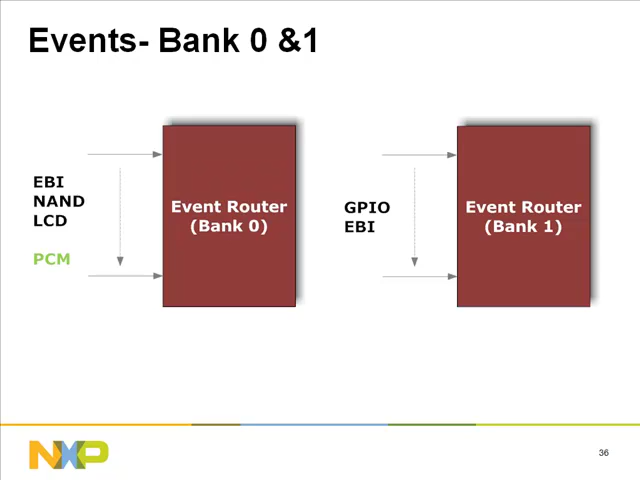 Events- Bank 0 &1
EBI
NAND
LCD
PCM
Event Router
(Bank 0)
GPIO
EBI
Event Router
(Bank 1)
NXP
36